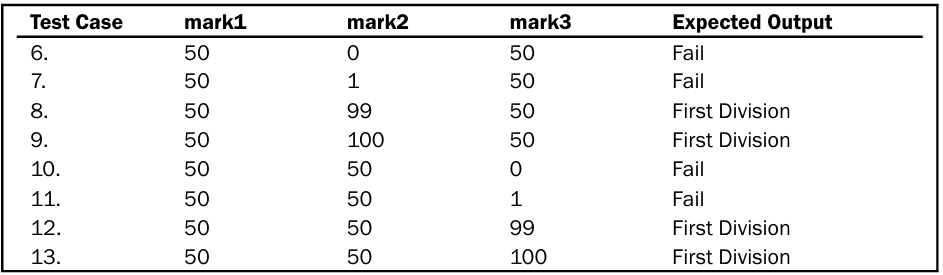 Test Case mark1 mark2 mark3 Expected Output
6. 50 0 50 Fail
7. 50 1 50 Fail
8. 50 99 50 First Division
9. 50 100 50 First Division
10. 50 50 0 Fail
11. 50 50 1 Fail
12. 50 50 99 First Division
13. 50 50 100 First Division